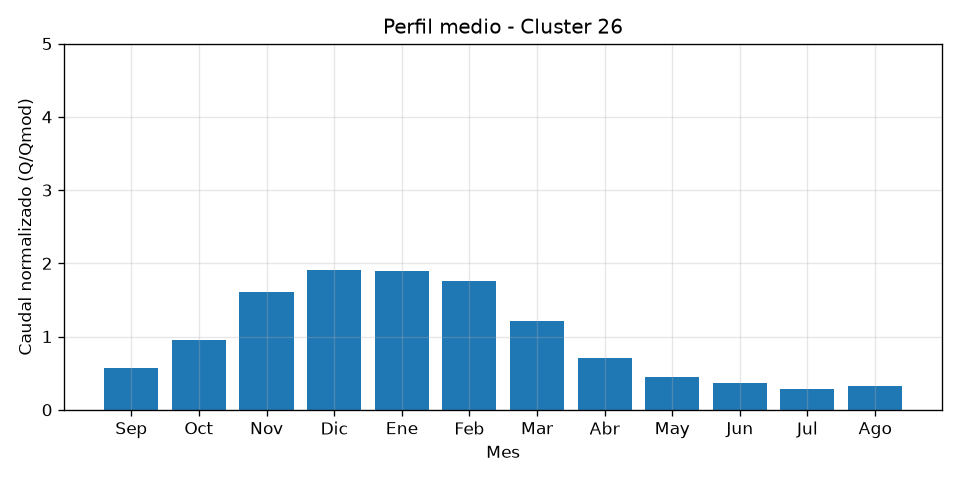 Perfil medio - Cluster 26
Caudal normalizado (Q/Qmod)
5
4
3
2
1
0
Sep Oct Nov Dic Ene Feb Mar Abr May Jun Jul Ago
Mes